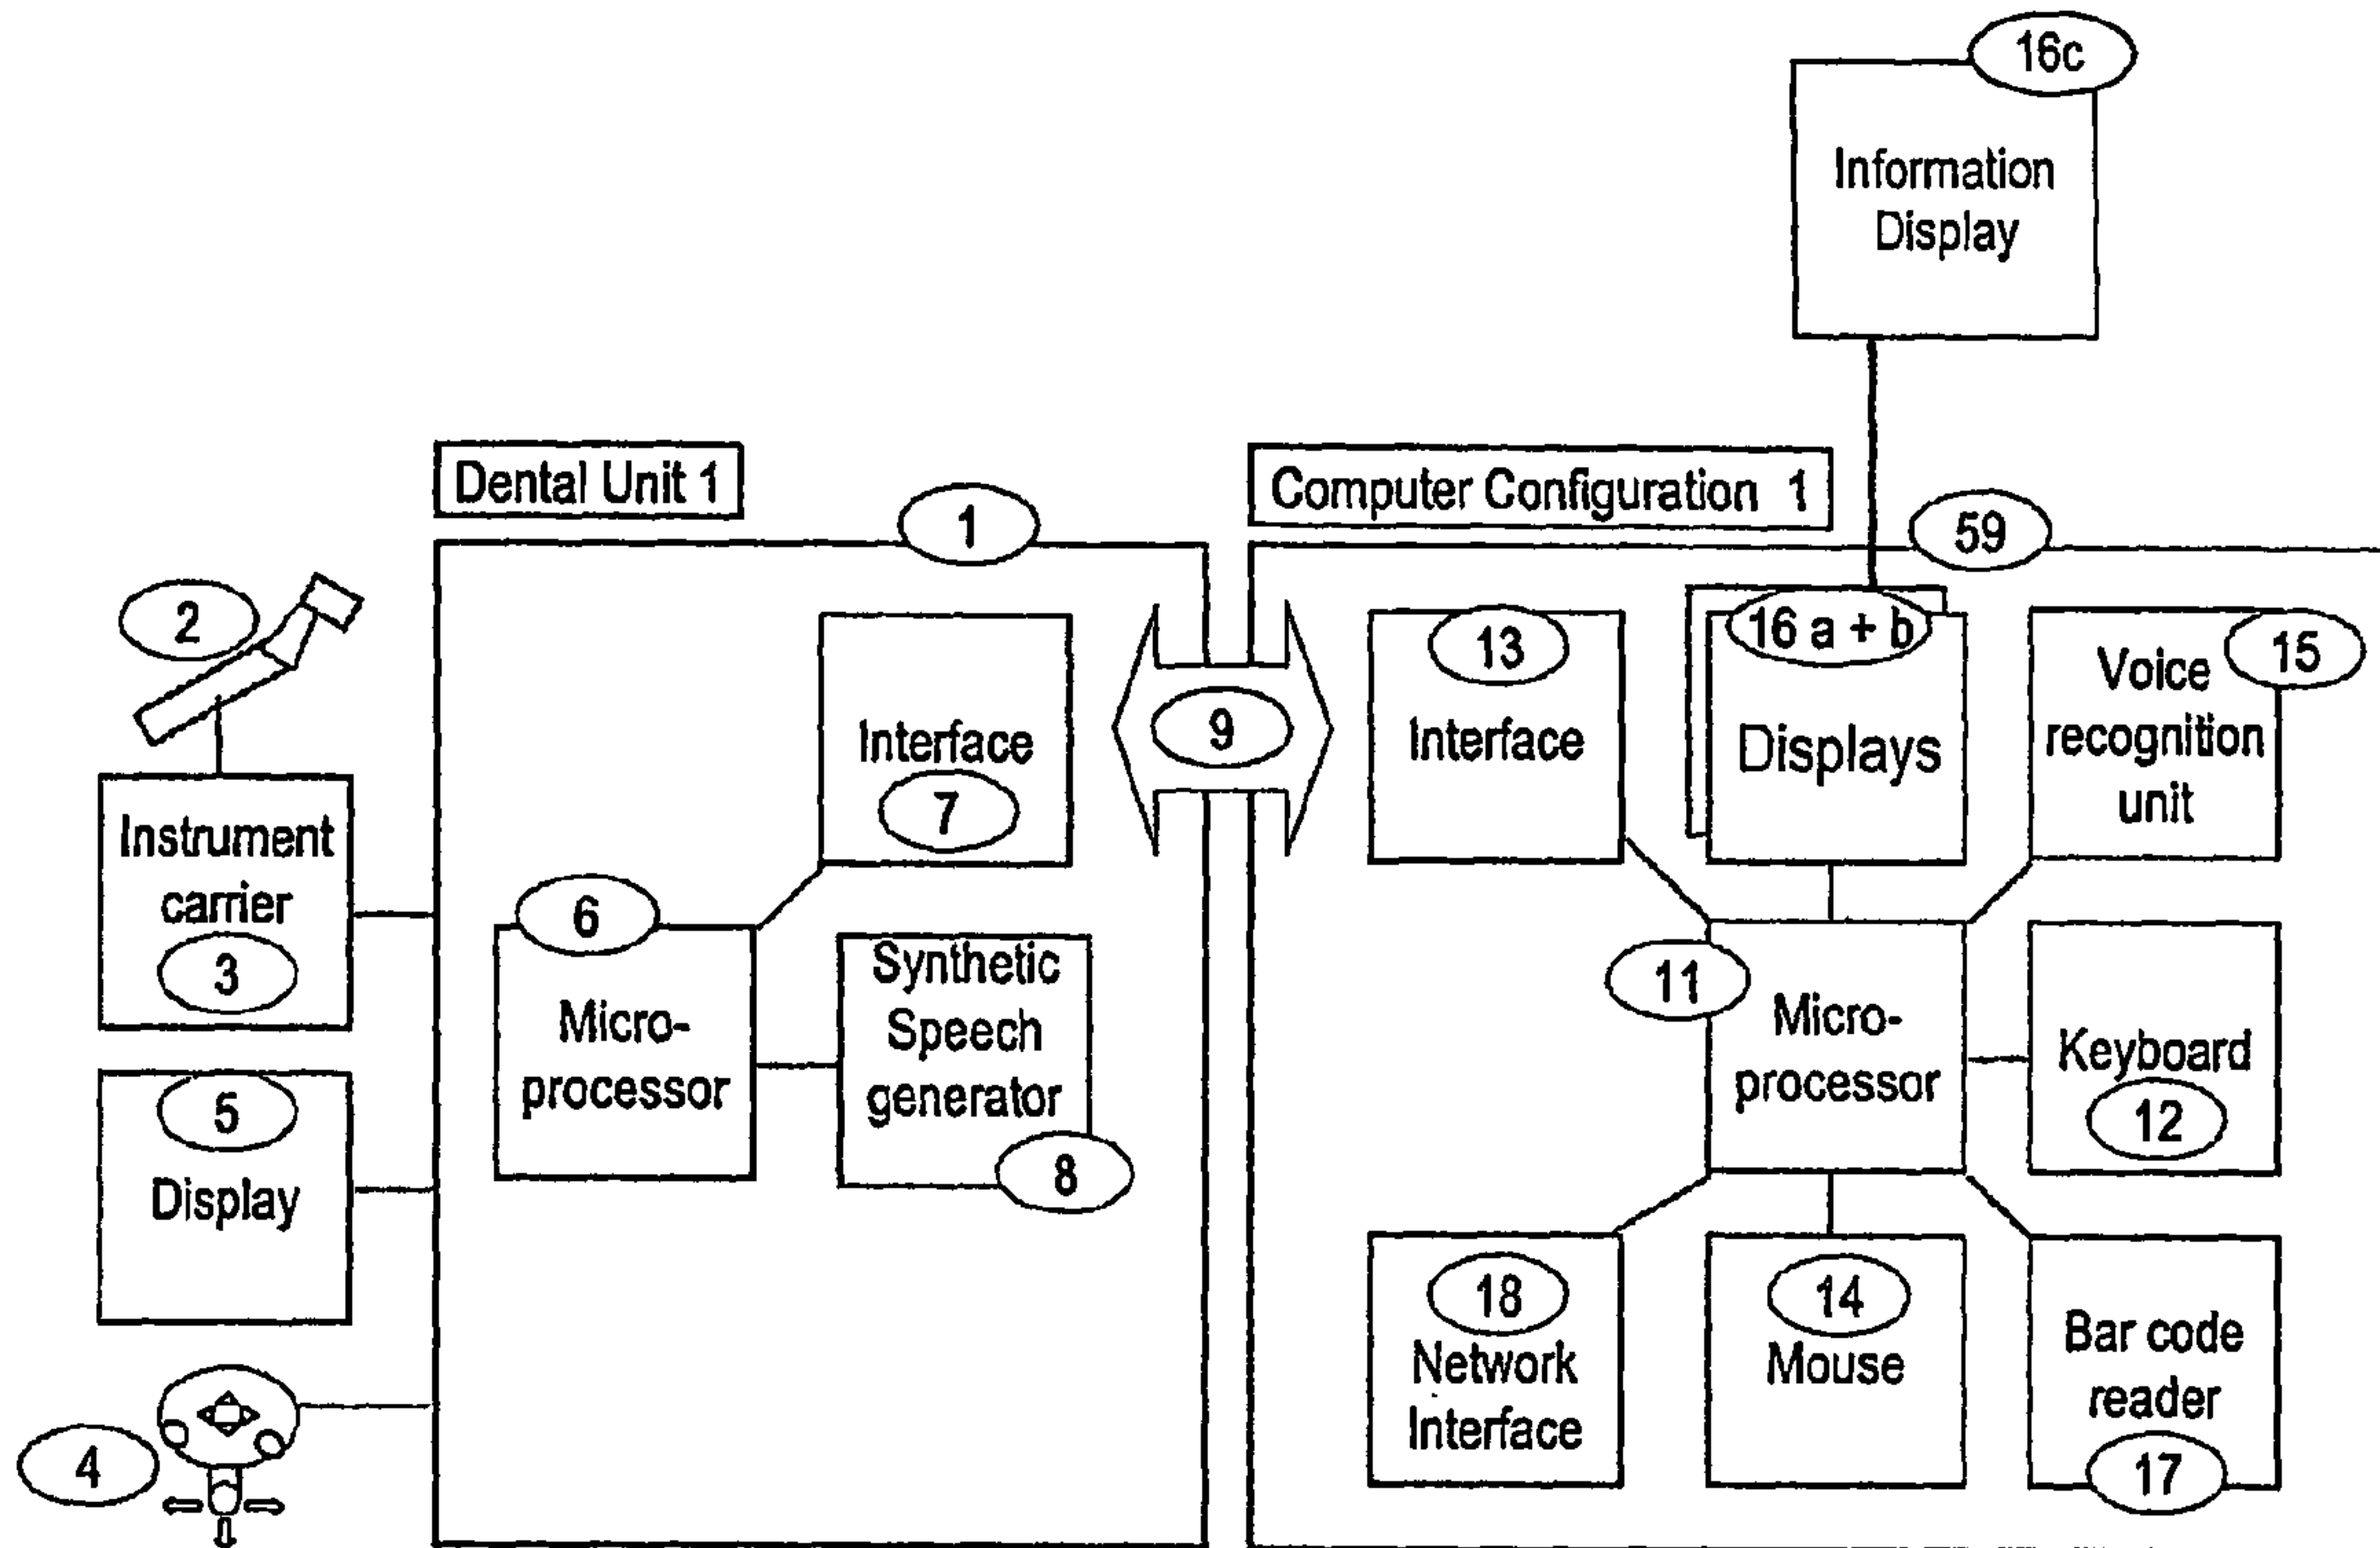 16c
Information
Display
Dental Unit 1
Computer Configuration 1
1
59
2
Interface
7
9
13
Interface
16 a + b
Displays
15
Voice
recognition
unit
Instrument
carrier
3
6
Micro-
processor
Synthetic
Speech
generator
8
11
Micro-
processor
Keyboard
12
5
Display
4
18
Network
Interface
14
Mouse
Bar code
reader
17